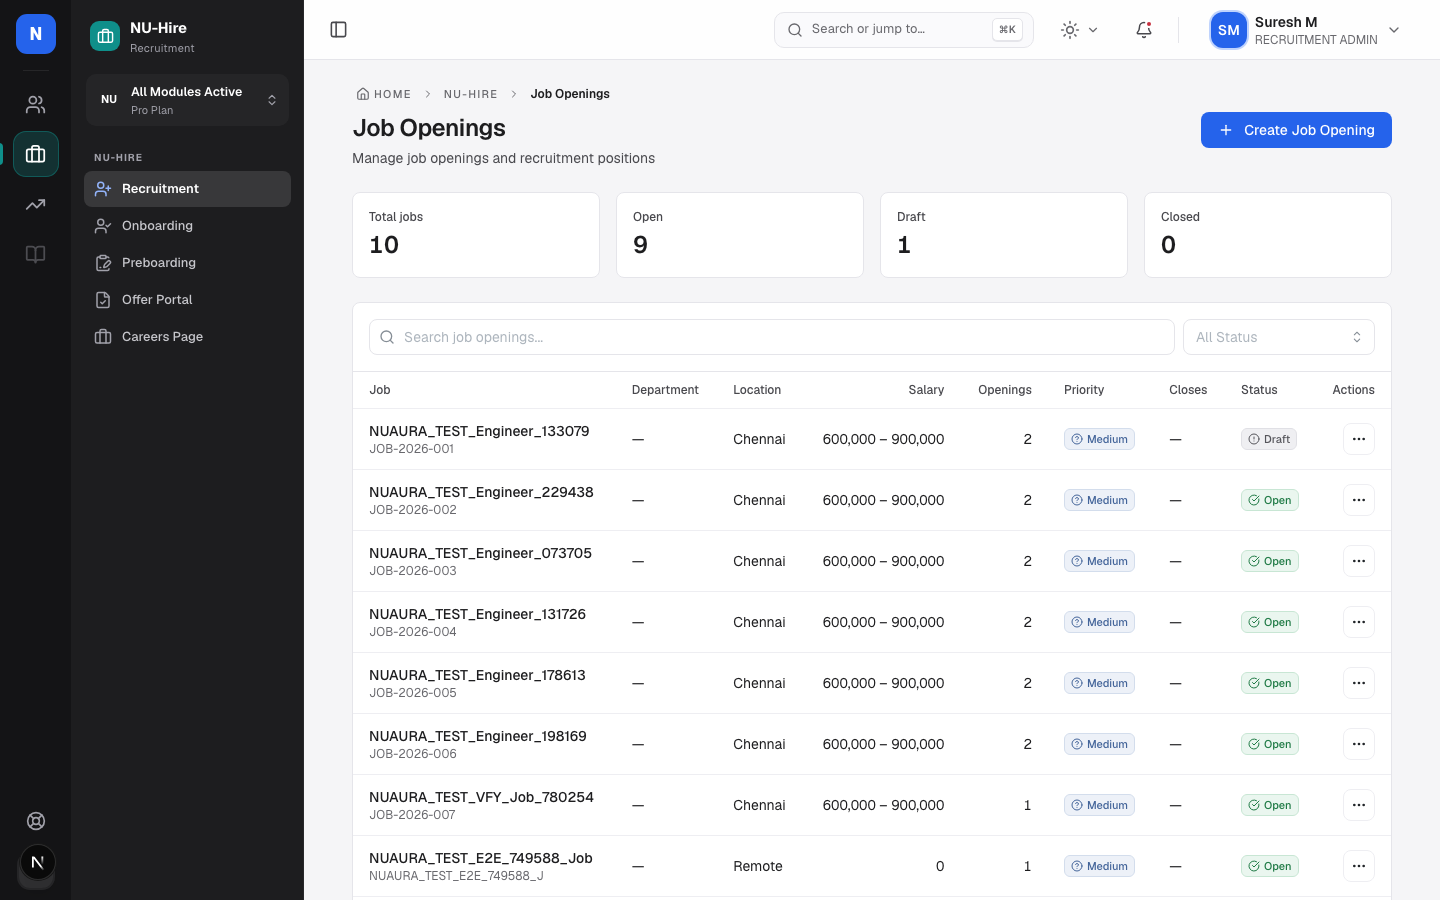 N
NU-Hire
Recruitment
NU
All Modules Active
Pro Plan
NU-HIRE
Recruitment
Onboarding
Preboarding
Offer Portal
Careers Page
N
Search or jump to...
⌘K
SM
Suresh M
RECRUITMENT ADMIN
HOME
NU-HIRE
Job Openings
Job Openings
Manage job openings and recruitment positions
Create Job Opening
Total jobs
10
Open
9
Draft
1
Closed
0
Search job openings...
All Status
Job Department Location Salary Openings Priority Closes Status Actions
NUAURA_TEST_Engineer_133079
JOB-2026-001
— Chennai 600,000 – 900,000 2 Medium — Draft
NUAURA_TEST_Engineer_229438
JOB-2026-002
— Chennai 600,000 – 900,000 2 Medium — Open
NUAURA_TEST_Engineer_073705
JOB-2026-003
— Chennai 600,000 – 900,000 2 Medium — Open
NUAURA_TEST_Engineer_131726
JOB-2026-004
— Chennai 600,000 – 900,000 2 Medium — Open
NUAURA_TEST_Engineer_178613
JOB-2026-005
— Chennai 600,000 – 900,000 2 Medium — Open
NUAURA_TEST_Engineer_198169
JOB-2026-006
— Chennai 600,000 – 900,000 2 Medium — Open
NUAURA_TEST_VFY_Job_780254
JOB-2026-007
— Chennai 600,000 – 900,000 1 Medium — Open
NUAURA_TEST_E2E_749588_Job
NUAURA_TEST_E2E_749588_J
— Remote 0 1 Medium — Open